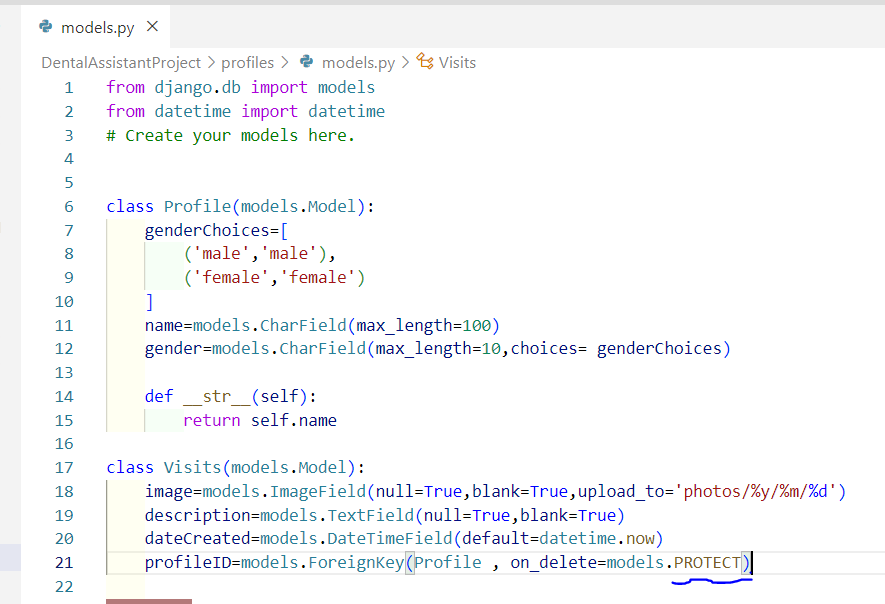 models.py
DentalAssistantProject > profiles > models.py > Visits
1 from django.db import models
2 from datetime import datetime
3 # Create your models here.
4
5
6 class Profile(models.Model):
7     genderChoices=[
8         ('male','male'),
9         ('female','female')
10     ]
11     name=models.CharField(max_length=100)
12     gender=models.CharField(max_length=10,choices= genderChoices)
13
14     def __str__(self):
15         return self.name
16
17 class Visits(models.Model):
18     image=models.ImageField(null=True,blank=True,upload_to='photos/%y/%m/%d')
19     description=models.TextField(null=True,blank=True)
20     dateCreated=models.DateTimeField(default=datetime.now)
21     profileID=models.ForeignKey(Profile , on_delete=models.PROTECT)
22